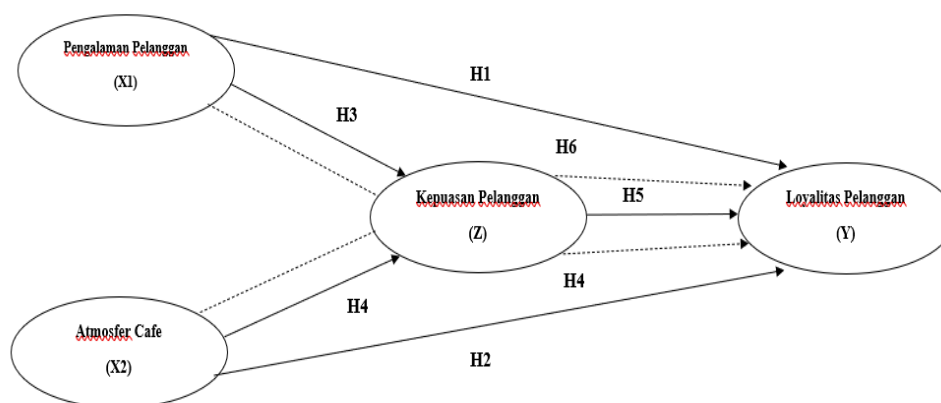 Pengalaman Pelanggan
(X1)
H1
H3
H6
Kepuasan Pelanggan
(Z)
H5
Loyalitas Pelanggan
(Y)
H4
H4
Atmosfer Cafe
(X2)
H2